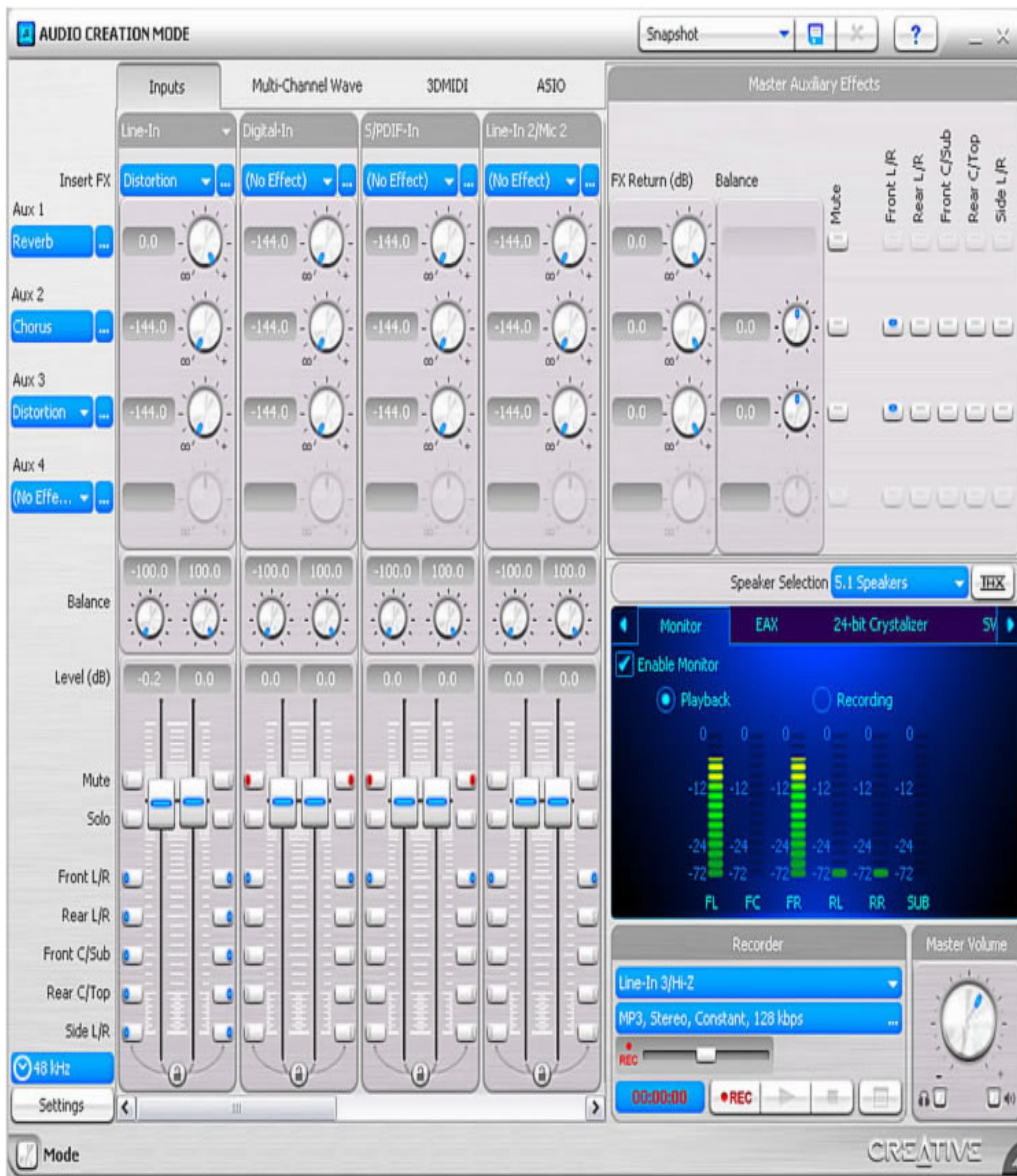 AUDIO CREATION MODE
Snapshot
?
Inputs
Multi-Channel Wave
3DMIDI
ASIO
Master Auxiliary Effects
Line-In
Digital-In
S/PDIF-In
Line-In 2/Mic 2
Insert FX
Distortion ...
(No Effect) ...
(No Effect) ...
(No Effect) ...
FX Return (dB)
Balance
Mute
Front L/R
Rear L/R
Front C/Sub
Rear C/Top
Side L/R
Aux 1
Reverb ...
0.0 -144.0 -144.0 -144.0 0.0
∞ + ∞ + ∞ + ∞ + ∞ +
Aux 2
Chorus ...
-144.0 -144.0 -144.0 -144.0 0.0 0.0
∞ + ∞ + ∞ + ∞ + ∞ +
Aux 3
Distortion ...
-144.0 -144.0 -144.0 -144.0 0.0 0.0
∞ + ∞ + ∞ + ∞ + ∞ +
Aux 4
(No Effe... ...
∞ + ∞ + ∞ + ∞ + ∞ +
Balance
-100.0 100.0 -100.0 100.0 -100.0 100.0 -100.0 100.0
Level (dB)
-0.2 0.0 0.0 0.0 0.0 0.0 0.0 0.0
Mute
Solo
Front L/R
Rear L/R
Front C/Sub
Rear C/Top
Side L/R
48 kHz
Settings
Speaker Selection 5.1 Speakers THX
Monitor
EAX
24-bit Crystalizer
SV
Enable Monitor
Playback
Recording
0 0 0 0 0 0
-12 -12 -12 -12 -12 -12
-24 -24 -24 -24 -24 -24
-72 -72 -72 -72 -72 -72
FL FC FR RL RR SUB
Recorder
Line-In 3/Hi-Z
MP3, Stereo, Constant, 128 kbps ...
REC
00:00:00
REC
Master Volume
- +
Mode
CREATIVE